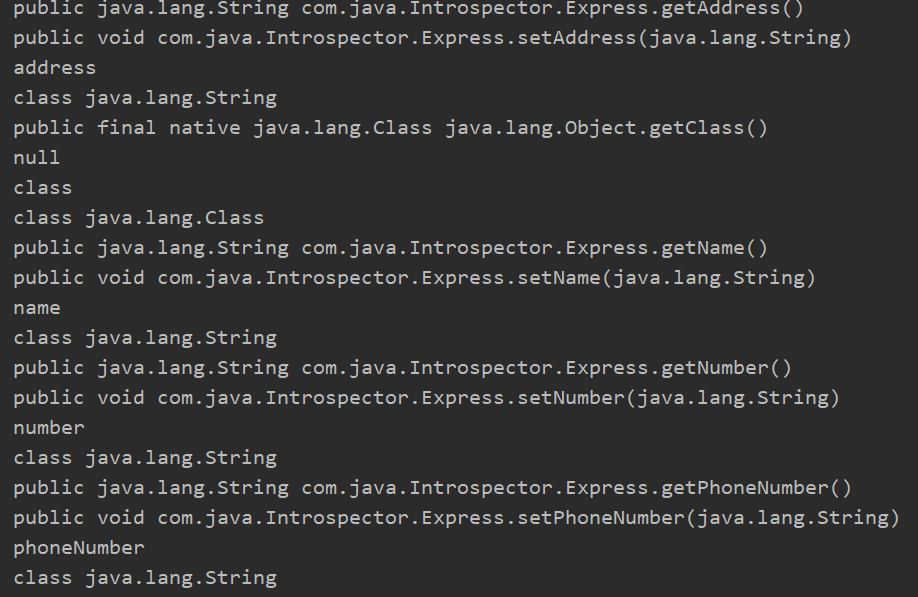 public java.lang.String com.java.Introspector.Express.getAddress()
public void com.java.Introspector.Express.setAddress(java.lang.String)
address
class java.lang.String
public final native java.lang.Class java.lang.Object.getClass()
null
class
class java.lang.Class
public java.lang.String com.java.Introspector.Express.getName()
public void com.java.Introspector.Express.setName(java.lang.String)
name
class java.lang.String
public java.lang.String com.java.Introspector.Express.getNumber()
public void com.java.Introspector.Express.setNumber(java.lang.String)
number
class java.lang.String
public java.lang.String com.java.Introspector.Express.getPhoneNumber()
public void com.java.Introspector.Express.setPhoneNumber(java.lang.String)
phoneNumber
class java.lang.String